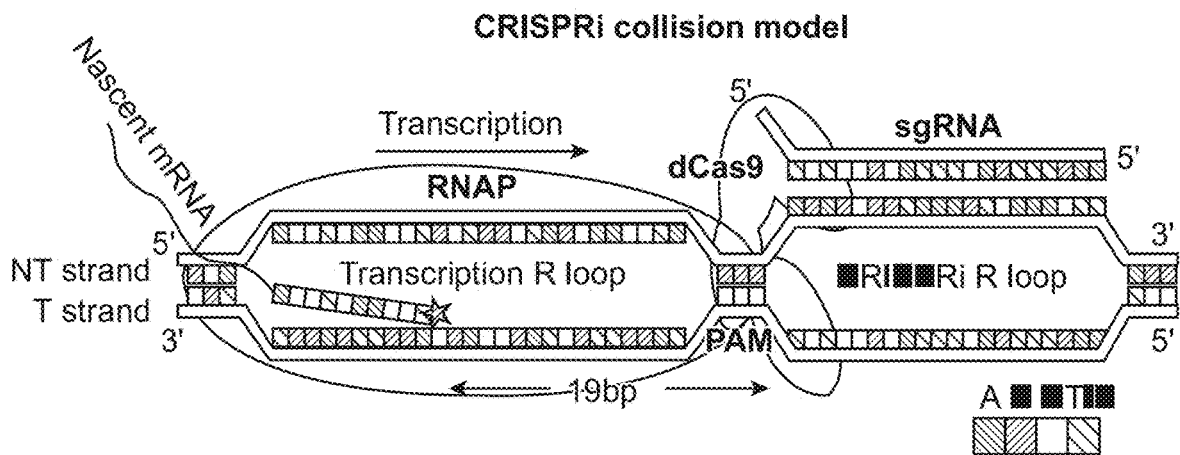 CRISPRi collision model
Nascent mRNA
Transcription
RNAP
5'
dCas9
sgRNA
5'
5'
3'
NT strand
T strand
Transcription R loop
R loop
3'
PAM
5'
19bp
A T